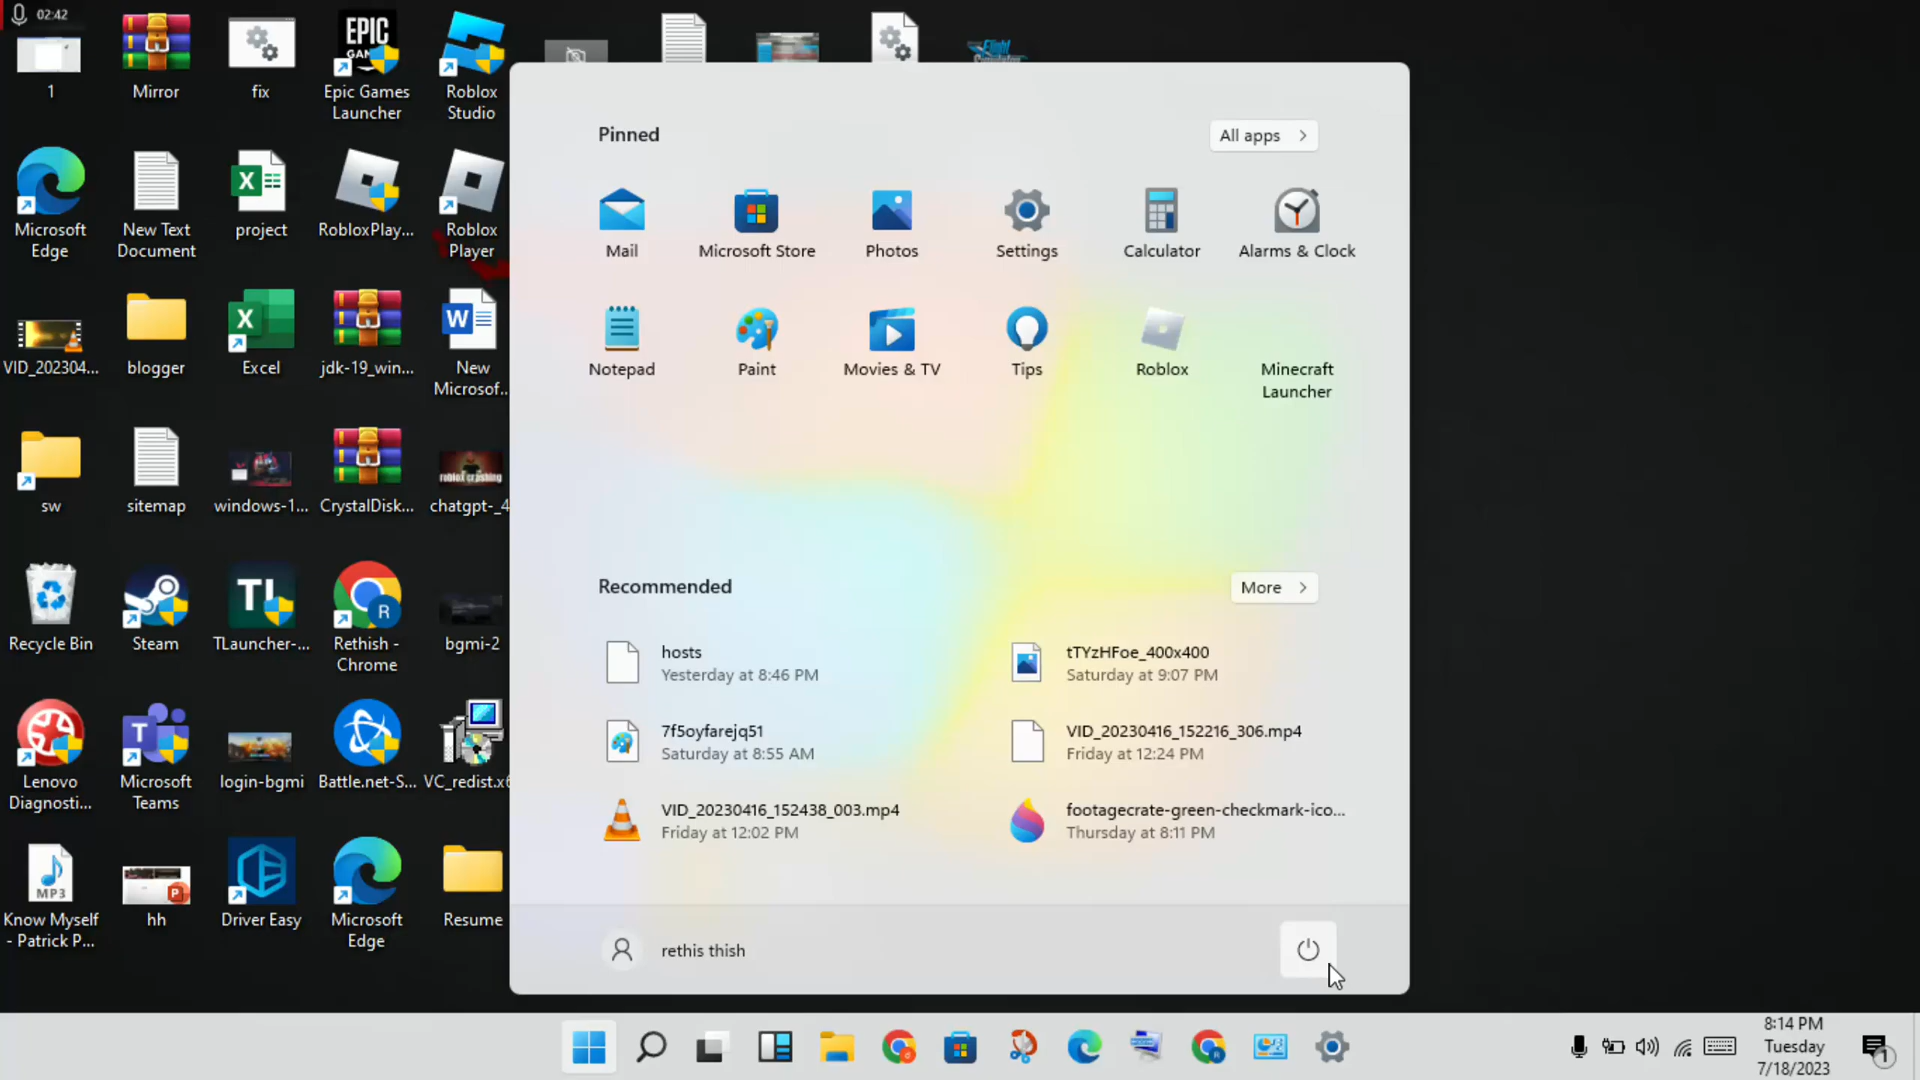 02:42
1
Mirror
fix
Epic Games
Launcher
Roblox
Studio
EPIC
Microsoft
Edge
New Text
Document
project
RobloxPlay...
Roblox
Player
VID_202304...
blogger
Excel
jdk-19_win...
New
Microsof...
sw
sitemap
windows-1...
CrystalDisk...
chatgpt-_4
roblox crashing
Recycle Bin
Steam
TLauncher-...
Rethish -
Chrome
bgmi-2
Lenovo
Diagnosti...
Microsoft
Teams
login-bgmi
Battle.net-S...
VC_redist.x6
MP3
Know Myself
- Patrick P...
hh
Driver Easy
Microsoft
Edge
Resume
Pinned
All apps
Mail
Microsoft Store
Photos
Settings
Calculator
Alarms & Clock
Notepad
Paint
Movies & TV
Tips
Roblox
Minecraft
Launcher
Recommended
More
hosts
Yesterday at 8:46 PM
tTYzHFoe_400x400
Saturday at 9:07 PM
7f5oyfarejq51
Saturday at 8:55 AM
VID_20230416_152216_306.mp4
Friday at 12:24 PM
VID_20230416_152438_003.mp4
Friday at 12:02 PM
footagecrate-green-checkmark-ico...
Thursday at 8:11 PM
rethis thish
8:14 PM
Tuesday
7/18/2023
1